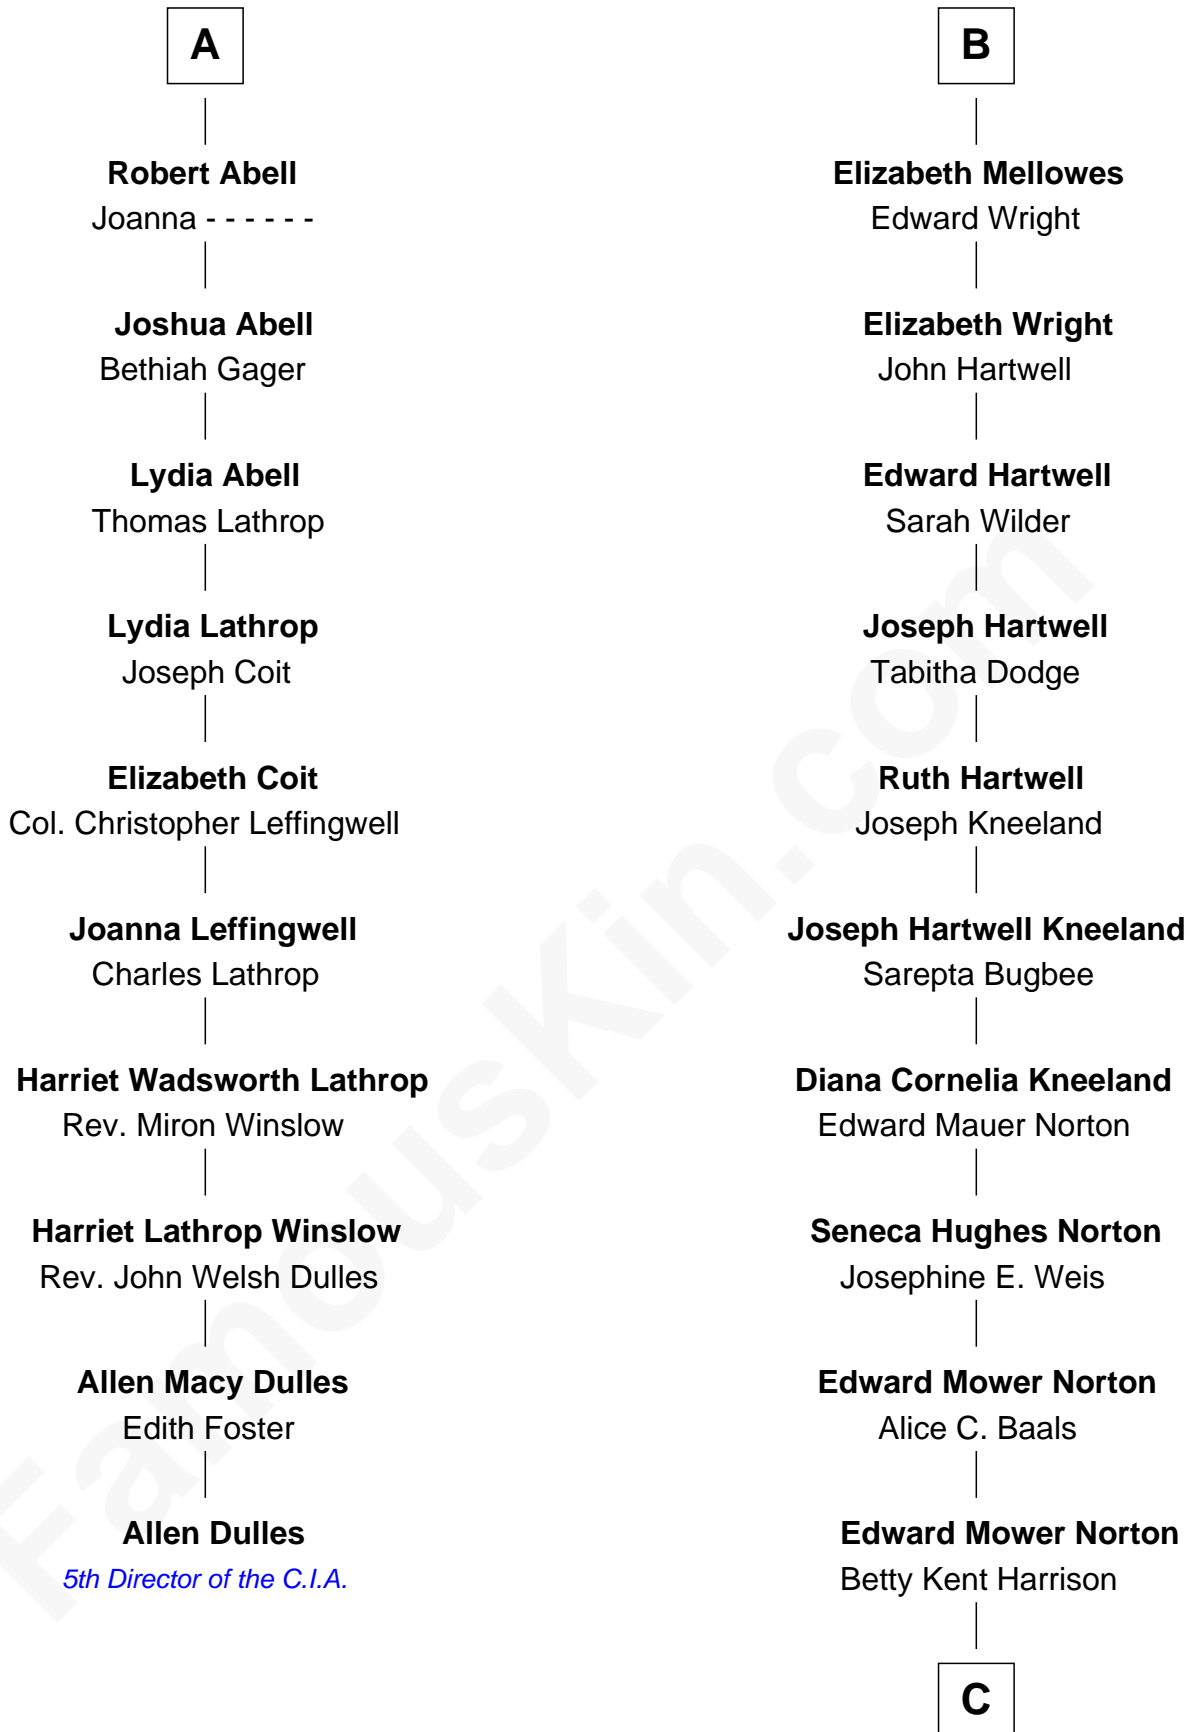 A
Robert Abell
Joanna - - - - - -
Joshua Abell
Bethiah Gager
Lydia Abell
Thomas Lathrop
Lydia Lathrop
Joseph Coit
Elizabeth Coit
Col. Christopher Leffingwell
Joanna Leffingwell
Charles Lathrop
Harriet Wadsworth Lathrop
Rev. Miron Winslow
Harriet Lathrop Winslow
Rev. John Welsh Dulles
Allen Macy Dulles
Edith Foster
Allen Dulles
5th Director of the C.I.A.
B
Elizabeth Mellowes
Edward Wright
Elizabeth Wright
John Hartwell
Edward Hartwell
Sarah Wilder
Joseph Hartwell
Tabitha Dodge
Ruth Hartwell
Joseph Kneeland
Joseph Hartwell Kneeland
Sarepta Bugbee
Diana Cornelia Kneeland
Edward Mauer Norton
Seneca Hughes Norton
Josephine E. Weis
Edward Mower Norton
Alice C. Baals
Edward Mower Norton
Betty Kent Harrison
C
FamousKin.com